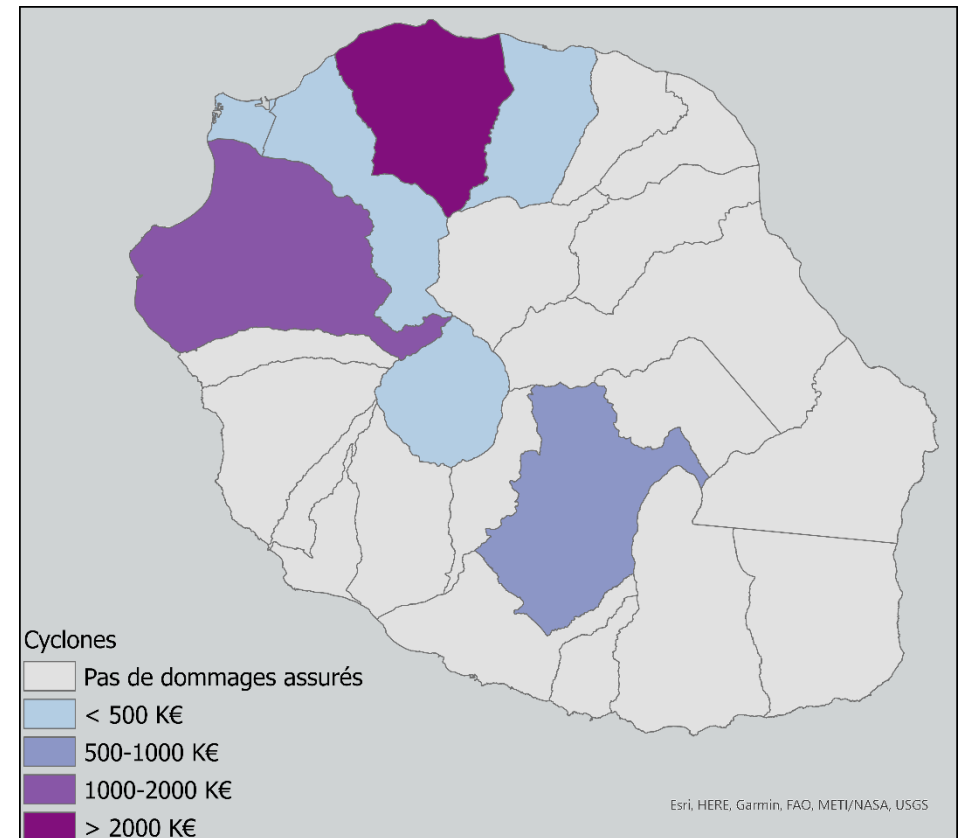 Cyclones
Pas de dommages assurés
< 500 K€
500-1000 K€
1000-2000 K€
> 2000 K€
Esri, HERE, Garmin, FAO, METI/NASA, USGS